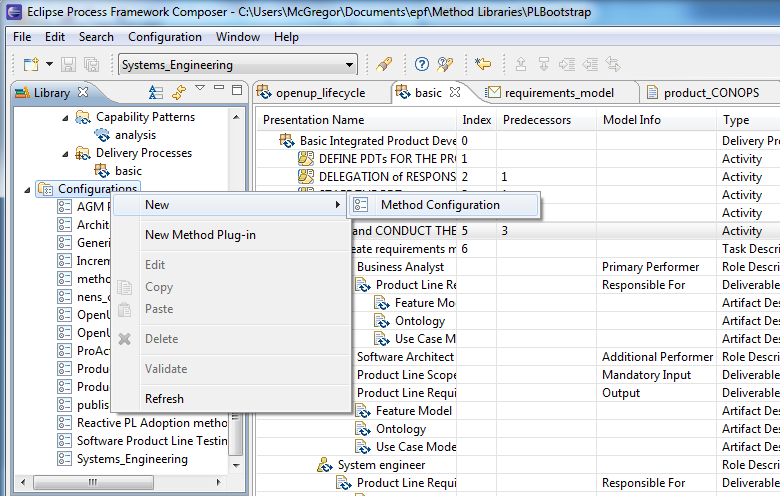 Eclipse Process Framework Composer - C:\Users\McGregor\Documents\epf\Method Libraries\PLBootstrap
File Edit Search Configuration Window Help
Systems_Engineering
Library
openup_lifecycle basic requirements_model product_CONOPS
Capability Patterns
analysis
Delivery Processes
basic
Configurations
AGM P
Archit
Generi
Increm
metho
nens_c
OpenU
OpenU
ProAct
Produ
Produ
publis
Reactive PL Adoption metho
Software Product Line Testin
Systems_Engineering
New
New Method Plug-in
Edit
Copy
Paste
Delete
Validate
Refresh
Method Configuration
Presentation Name Index Predecessors Model Info Type
Basic Integrated Product Deve 0 Delivery Pro
DEFINE PDTs FOR THE PRO 1 Activity
DELEGATION of RESPONS 2 1 Activity
Activity
Activity
and CONDUCT THE 5 3 Activity
eate requirements m 6 Task Descri
Business Analyst Primary Performer Role Descri
Product Line Re Responsible For Deliverable
Feature Mo Artifact Des
Ontology Artifact Des
Use Case M Artifact Des
Software Architect Additional Performer Role Descri
Product Line Scope Mandatory Input Deliverable
Product Line Requi Output Deliverable
Feature Model Artifact Des
Ontology Artifact Des
Use Case Mode Artifact Des
System engineer Role Descri
Product Line Requi Responsible For Deliverable